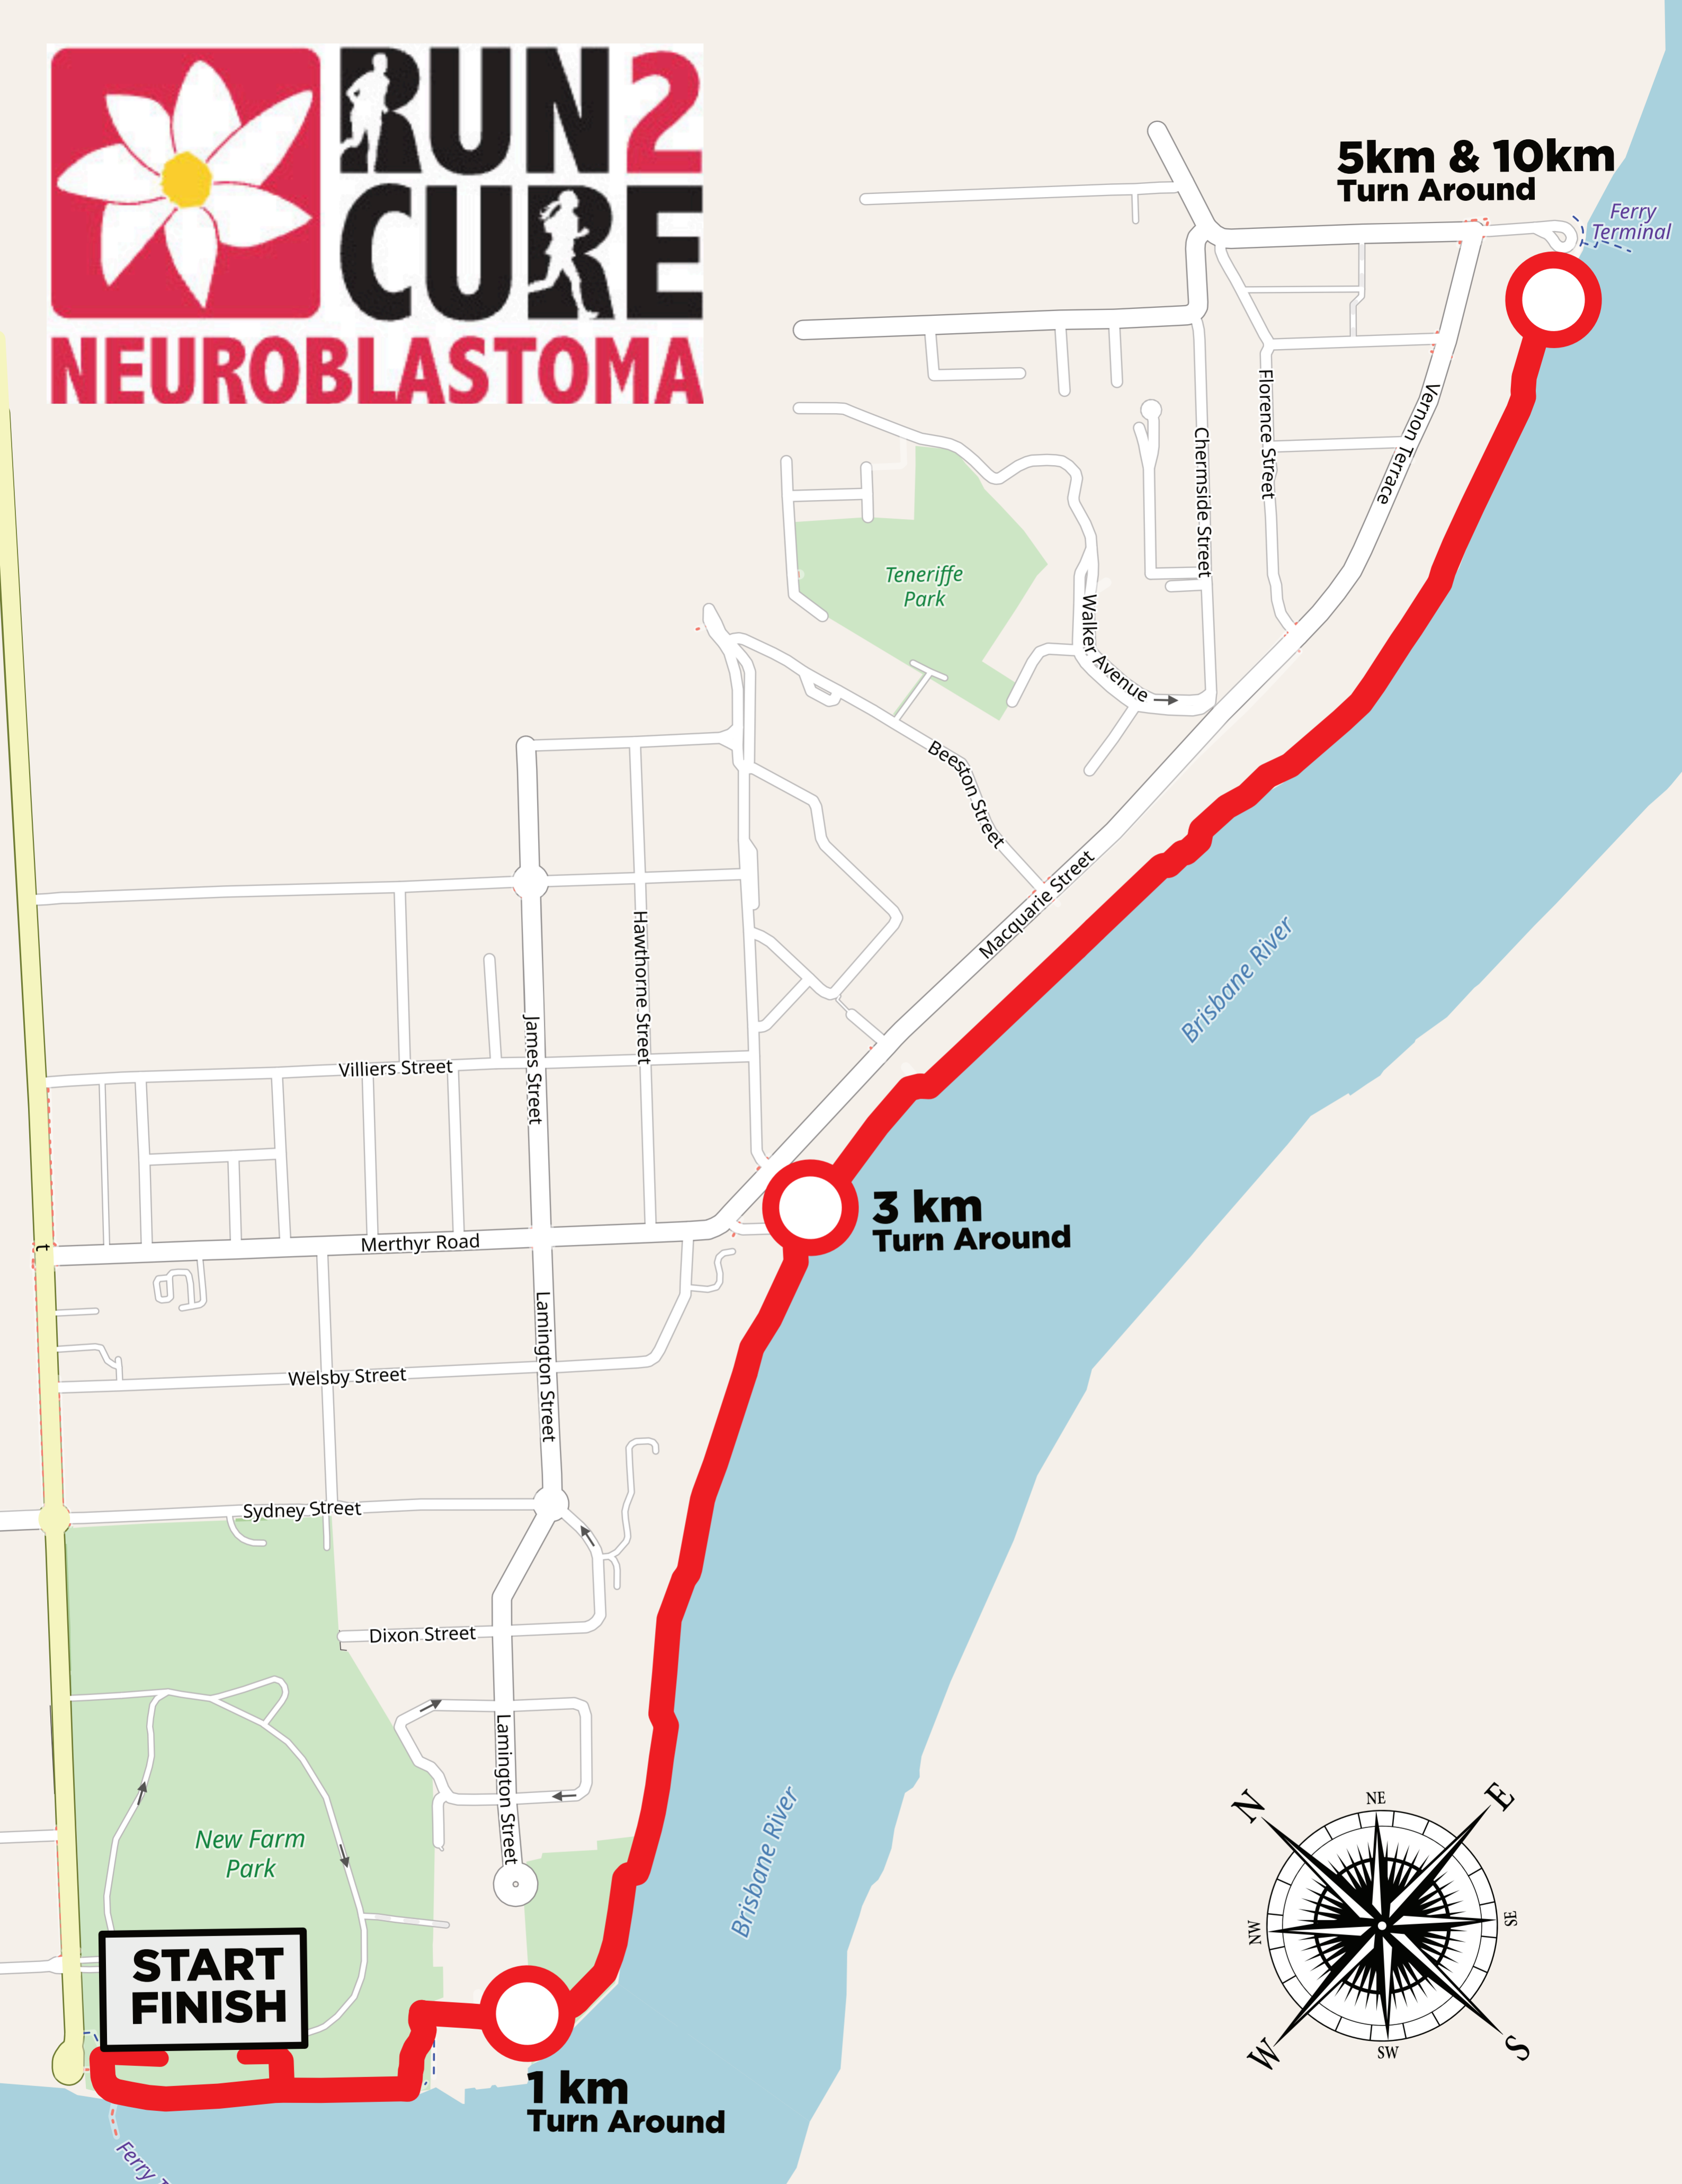 RUN2
CURE
NEUROBLASTOMA
5km & 10km
Turn Around
Ferry
Terminal
Vernon Terrace
Florence Street
Chermside Street
Teneriffe
Park
Walker Avenue
Beeston Street
Macquarie Street
Brisbane River
Hawthorne Street
James Street
Villiers Street
3 km
Turn Around
Merthyr Road
t
Lamington Street
Welsby Street
Sydney Street
Dixon Street
Lamington Street
Brisbane River
New Farm
Park
START
FINISH
1 km
Turn Around
Ferry T
N
NE
E
NW
SE
W
SW
S